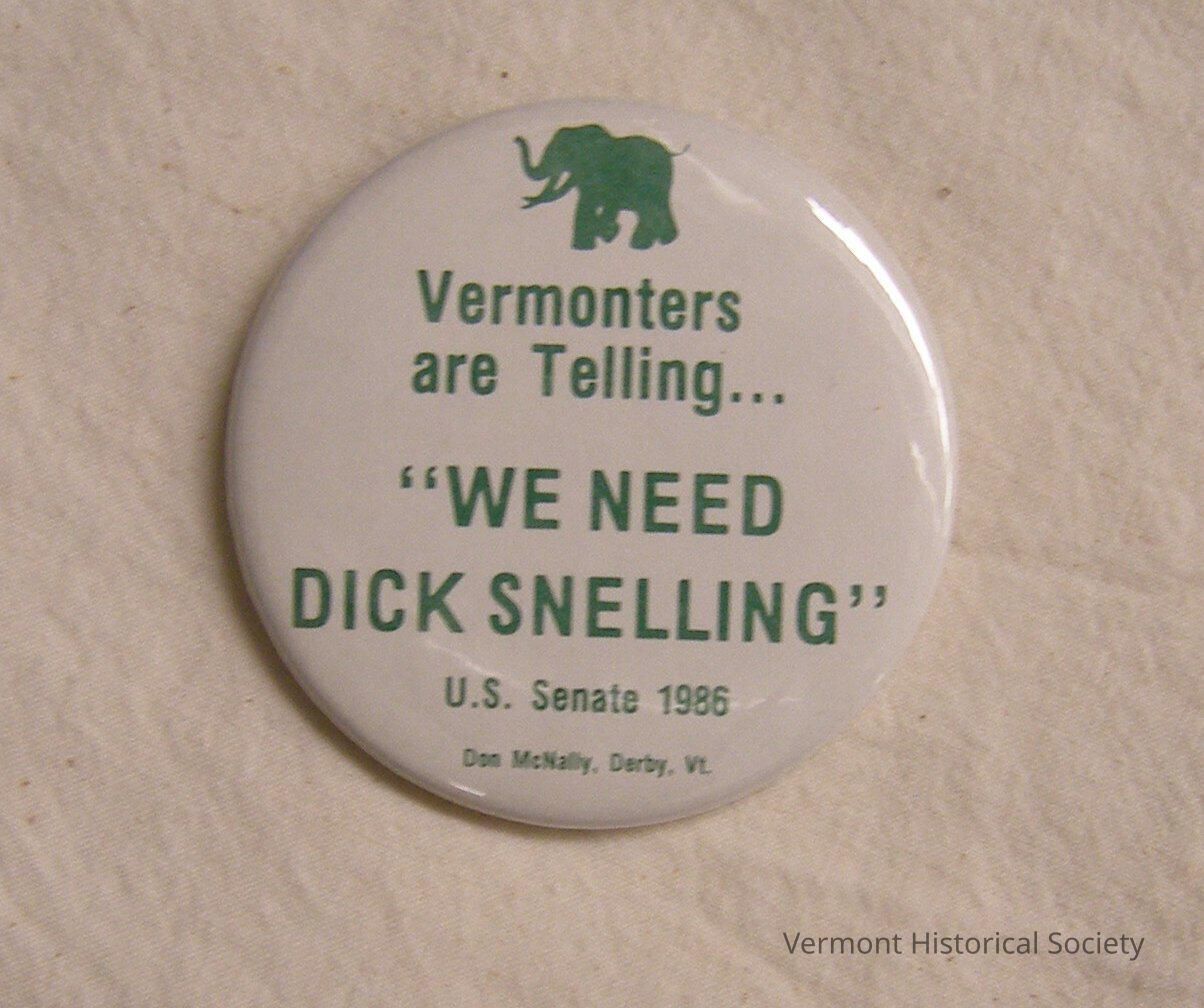 Vermonters
are Telling...
“WE NEED
DICK SNELLING”
U.S. Senate 1986
Don McNally, Derby, Vt.
Vermont Historical Society